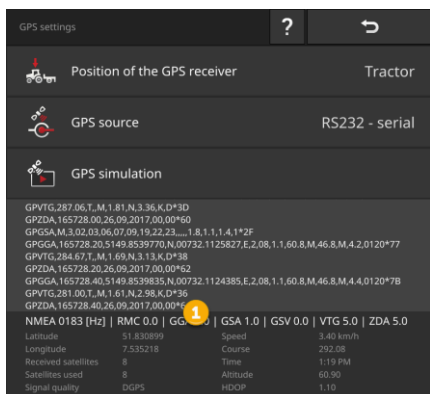 GPS settings
?
Position of the GPS receiver Tractor
GPS source RS232 - serial
GPS simulation
GPVTG,287.06,T,,M,1.81,N,3.36,K,D*3D
GPZDA,165728.00,26,09,2017,00,00*60
GPGSA,M,3,02,03,06,07,09,19,22,23,,,,,1.8,1.1,1.4,1*2F
GPGGA,165728.20,5149.8539770,N,00732.1125827,E,2,08,1.1,60.8,M,46.8,M,4.2,0120*77
GPVTG,284.67,T,,M,1.69,N,3.13,K,D*38
GPZDA,165728.20,26,09,2017,00,00*62
GPGGA,165728.40,5149.8539835,N,00732.1124385,E,2,08,1.1,60.8,M,46.8,M,4.4,0120*7B
GPVTG,281.00,T,,M,1.61,N,2.98,K,D*36
GPZDA,165728.40,26,09,2017,00,00*
1
NMEA 0183 [Hz] | RMC 0.0 | GSA 1.0 | GSV 0.0 | VTG 5.0 | ZDA 5.0
Latitude 51.830899 Speed 3.40 km/h
Longitude 7.535218 Course 292.08
Received satellites 8 Time 1:19 PM
Satellites used 8 Altitude 60.90
Signal quality DGPS HDOP 1.10